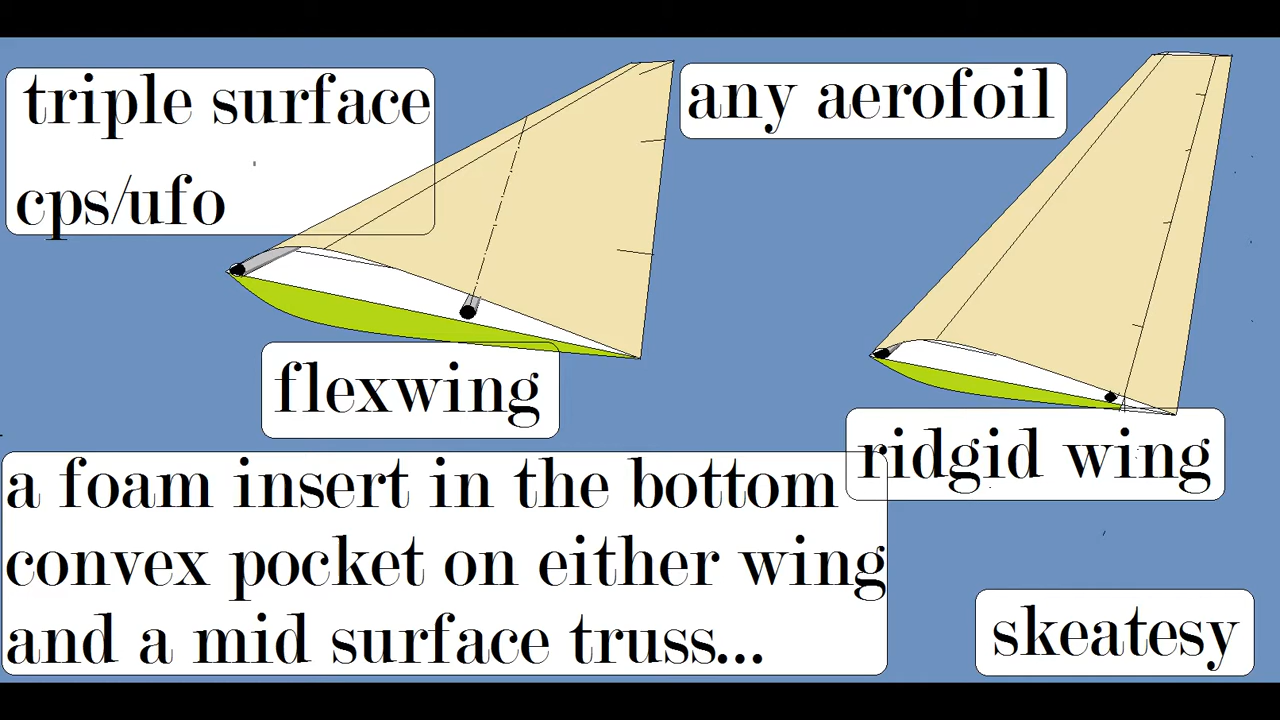 triple surface
cps/ufo
any aerofoil
flexwing
ridgid wing
a foam insert in the bottom
convex pocket on either wing
and a mid surface truss...
skeatesy